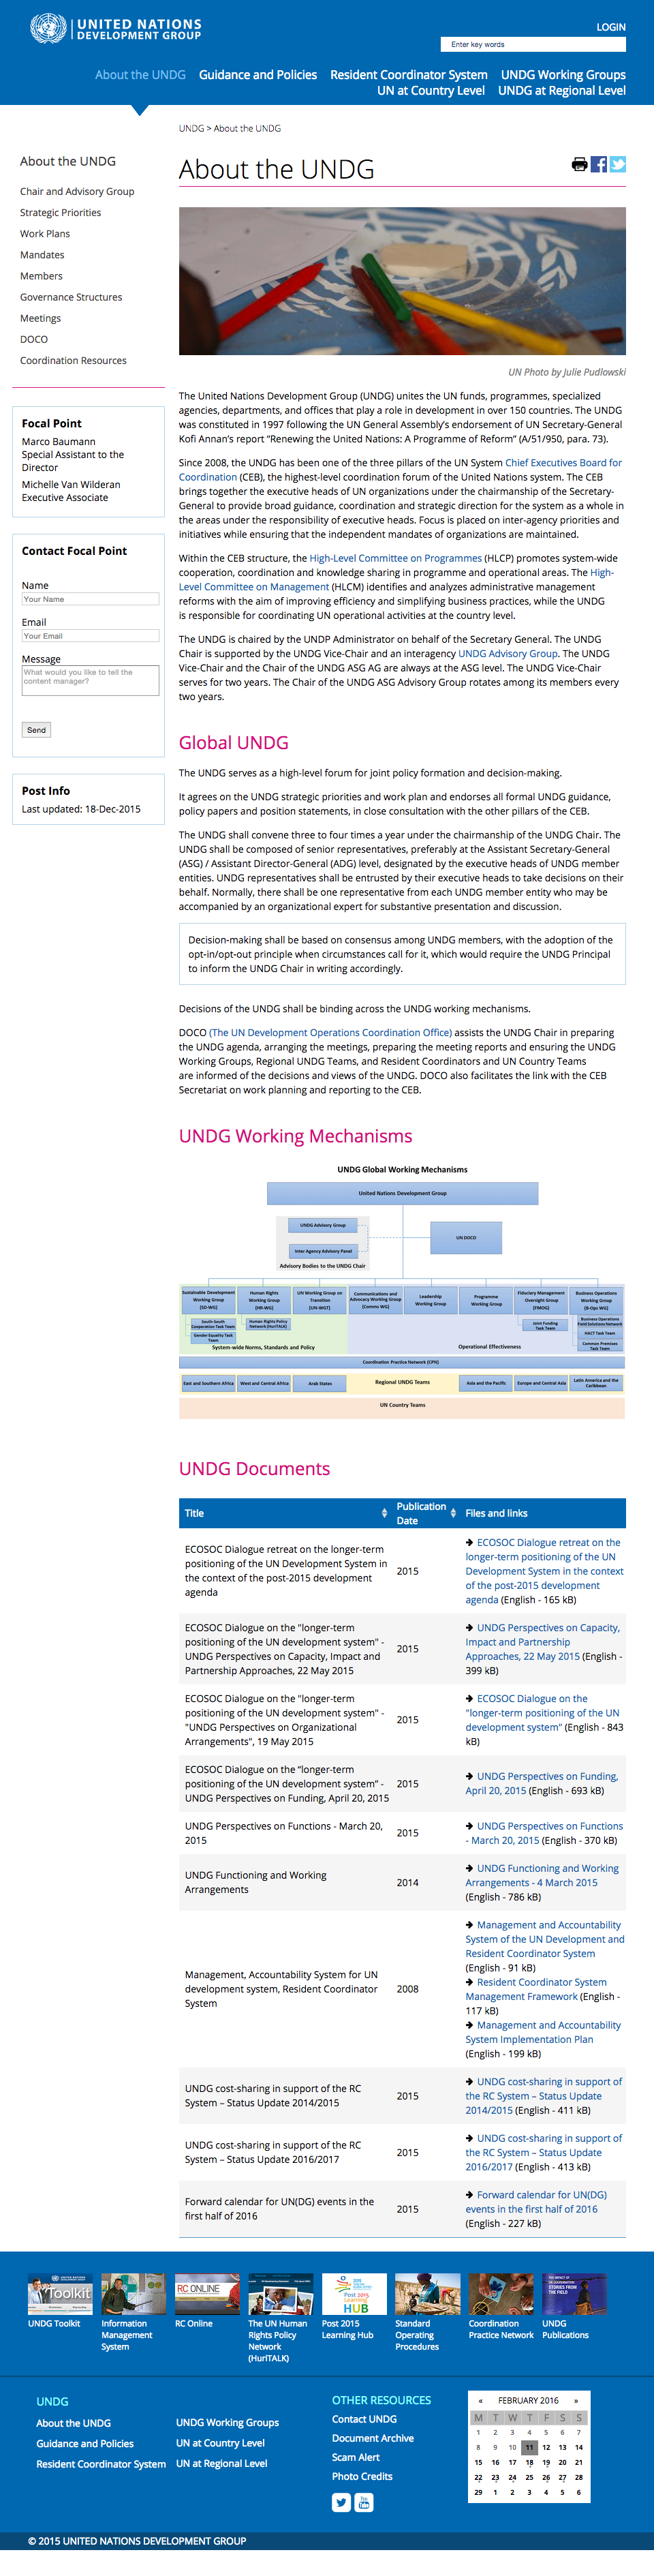 UNITED NATIONS
DEVELOPMENT GROUP
LOGIN
Enter key words
About the UNDG Guidance and Policies Resident Coordinator System UNDG Working Groups
UN at Country Level UNDG at Regional Level
UNDG > About the UNDG
About the UNDG
Chair and Advisory Group
Strategic Priorities
Work Plans
Mandates
Members
Governance Structures
Meetings
DOCO
Coordination Resources
Focal Point
Marco Baumann
Special Assistant to the
Director
Michelle Van Wilderan
Executive Associate
Contact Focal Point
Name
Your Name
Email
Your Email
Message
What would you like to tell the
content manager?
Send
Post Info
Last updated: 18-Dec-2015
About the UNDG
UN Photo by Julie Pudlowski
The United Nations Development Group (UNDG) unites the UN funds, programmes, specialized
agencies, departments, and offices that play a role in development in over 150 countries. The UNDG
was constituted in 1997 following the UN General Assembly's endorsement of UN Secretary-General
Kofi Annan's report "Renewing the United Nations: A Programme of Reform" (A/51/950, para. 73).
Since 2008, the UNDG has been one of the three pillars of the UN System Chief Executives Board for
Coordination (CEB), the highest-level coordination forum of the United Nations system. The CEB
brings together the executive heads of UN organizations under the chairmanship of the Secretary-
General to provide broad guidance, coordination and strategic direction for the system as a whole in
the areas under the responsibility of executive heads. Focus is placed on inter-agency priorities and
initiatives while ensuring that the independent mandates of organizations are maintained.
Within the CEB structure, the High-Level Committee on Programmes (HLCP) promotes system-wide
cooperation, coordination and knowledge sharing in programme and operational areas. The High-
Level Committee on Management (HLCM) identifies and analyzes administrative management
reforms with the aim of improving efficiency and simplifying business practices, while the UNDG
is responsible for coordinating UN operational activities at the country level.
The UNDG is chaired by the UNDP Administrator on behalf of the Secretary General. The UNDG
Chair is supported by the UNDG Vice-Chair and an interagency UNDG Advisory Group. The UNDG
Vice-Chair and the Chair of the UNDG ASG AG are always at the ASG level. The UNDG Vice-Chair
serves for two years. The Chair of the UNDG ASG Advisory Group rotates among its members every
two years.
Global UNDG
The UNDG serves as a high-level forum for joint policy formation and decision-making.
It agrees on the UNDG strategic priorities and work plan and endorses all formal UNDG guidance,
policy papers and position statements, in close consultation with the other pillars of the CEB.
The UNDG shall convene three to four times a year under the chairmanship of the UNDG Chair. The
UNDG shall be composed of senior representatives, preferably at the Assistant Secretary-General
(ASG) / Assistant Director-General (ADG) level, designated by the executive heads of UNDG member
entities. UNDG representatives shall be entrusted by their executive heads to take decisions on their
behalf. Normally, there shall be one representative from each UNDG member entity who may be
accompanied by an organizational expert for substantive presentation and discussion.
Decision-making shall be based on consensus among UNDG members, with the adoption of the
opt-in/opt-out principle when circumstances call for it, which would require the UNDG Principal
to inform the UNDG Chair in writing accordingly.
Decisions of the UNDG shall be binding across the UNDG working mechanisms.
DOCO (The UN Development Operations Coordination Office) assists the UNDG Chair in preparing
the UNDG agenda, arranging the meetings, preparing the meeting reports and ensuring the UNDG
Working Groups, Regional UNDG Teams, and Resident Coordinators and UN Country Teams
are informed of the decisions and views of the UNDG. DOCO also facilitates the link with the CEB
Secretariat on work planning and reporting to the CEB.
UNDG Working Mechanisms
UNDG Global Working Mechanisms
United Nations Development Group
UNDG Advisory Group
Inter Agency Advisory Panel
Advisory Bodies to the UNDG Chair
UN DOCO
Sustainable Development
Working Group
(SD-WG)
Human Rights
Working Group
(HR-WG)
UN Working Group on
Transition
(UN-WGT)
Communications and
Advocacy Working Group
(Comms WG)
Leadership
Working Group
Programme
Working Group
Fiduciary Management
Oversight Group
(FMOG)
Business Operations
Working Group
(B-Ops WG)
South-South
Cooperation Task Team
Gender Equality Task
Team
Human Rights Policy
Network (HuriTALK)
Joint Funding
Task Team
Business Operations
Field Solutions Network
HACT Task Team
Common Premises
Task Team
System-wide Norms, Standards and Policy
Operational Effectiveness
Coordination Practice Network (CPN)
East and Southern Africa
West and Central Africa
Arab States
Regional UNDG Teams
Asia and the Pacific
Europe and Central Asia
Latin America and the
Caribbean
UN Country Teams
UNDG Documents
Title
Publication
Date
Files and links
ECOSOC Dialogue retreat on the longer-term
positioning of the UN Development System in
the context of the post-2015 development
agenda
2015
ECOSOC Dialogue retreat on the
longer-term positioning of the UN
Development System in the context
of the post-2015 development
agenda (English - 165 kB)
ECOSOC Dialogue on the "longer-term
positioning of the UN development system" -
UNDG Perspectives on Capacity, Impact and
Partnership Approaches, 22 May 2015
2015
UNDG Perspectives on Capacity,
Impact and Partnership
Approaches, 22 May 2015 (English -
399 kB)
ECOSOC Dialogue on the "longer-term
positioning of the UN development system" -
"UNDG Perspectives on Organizational
Arrangements", 19 May 2015
2015
ECOSOC Dialogue on the
"longer-term positioning of the UN
development system" (English - 843
kB)
ECOSOC Dialogue on the “longer-term
positioning of the UN development system” -
UNDG Perspectives on Funding, April 20, 2015
2015
UNDG Perspectives on Funding,
April 20, 2015 (English - 693 kB)
UNDG Perspectives on Functions - March 20,
2015
2015
UNDG Perspectives on Functions
- March 20, 2015 (English - 370 kB)
UNDG Functioning and Working
Arrangements
2014
UNDG Functioning and Working
Arrangements - 4 March 2015
(English - 786 kB)
Management, Accountability System for UN
development system, Resident Coordinator
System
2008
Management and Accountability
System of the UN Development and
Resident Coordinator System
(English - 91 kB)
Resident Coordinator System
Management Framework (English -
117 kB)
Management and Accountability
System Implementation Plan
(English - 199 kB)
UNDG cost-sharing in support of the RC
System – Status Update 2014/2015
2015
UNDG cost-sharing in support of
the RC System – Status Update
2014/2015 (English - 411 kB)
UNDG cost-sharing in support of the RC
System – Status Update 2016/2017
2015
UNDG cost-sharing in support of
the RC System – Status Update
2016/2017 (English - 413 kB)
Forward calendar for UN(DG) events in the
first half of 2016
2015
Forward calendar for UN(DG)
events in the first half of 2016
(English - 227 kB)
Toolkit
RC ONLINE
Post 2015
Learning
HUB
STORIES FROM
THE FIELD
UNDG Toolkit
Information
Management
System
RC Online
The UN Human
Rights Policy
Network
(HuriTALK)
Post 2015
Learning Hub
Standard
Operating
Procedures
Coordination
Practice Network
UNDG
Publications
UNDG
About the UNDG
Guidance and Policies
Resident Coordinator System
UNDG Working Groups
UN at Country Level
UN at Regional Level
OTHER RESOURCES
Contact UNDG
Document Archive
Scam Alert
Photo Credits
« FEBRUARY 2016 »
M T W T F S S
1 2 3 4 5 6 7
8 9 10 11 12 13 14
15 16 17 18 19 20 21
22 23 24 25 26 27 28
29 1 2 3 4 5 6
© 2015 UNITED NATIONS DEVELOPMENT GROUP